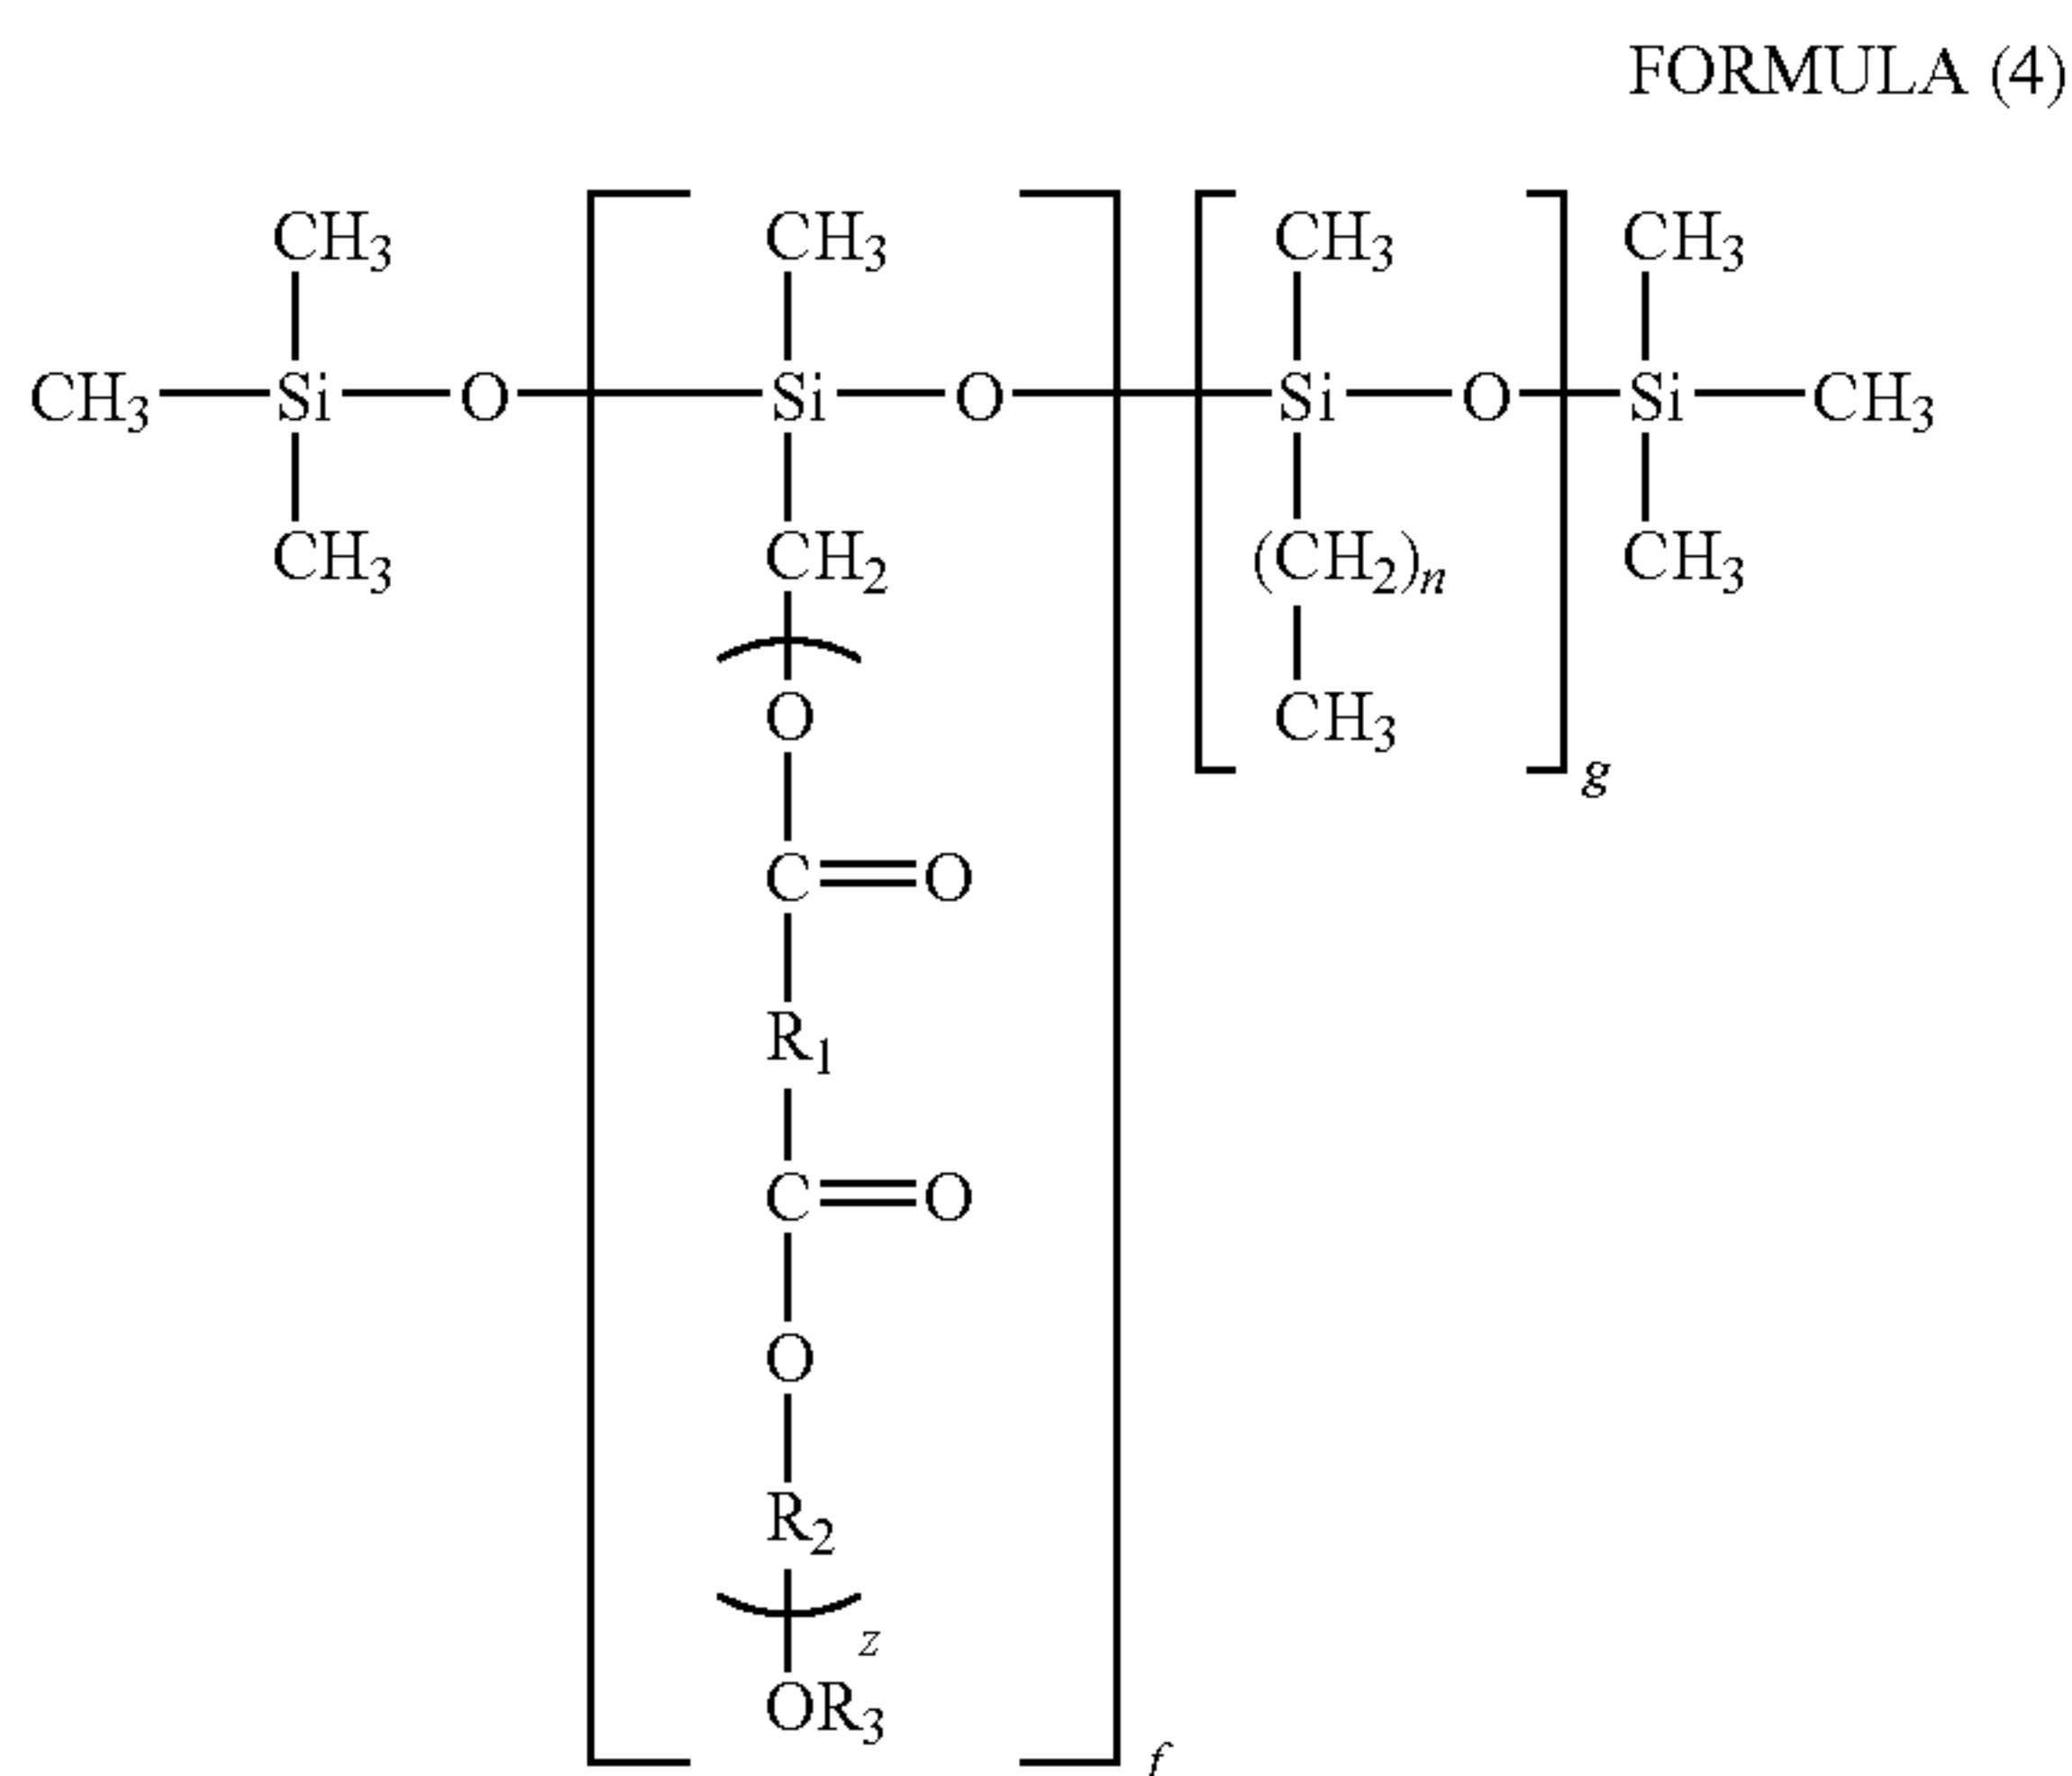 FORMULA (4)
CH3 CH3 CH3 CH3
CH3 Si O Si O Si O Si CH3
CH3 CH2 (CH2)n CH3
O CH3
g
C O
R1
C O
O
R2
z
OR3
f